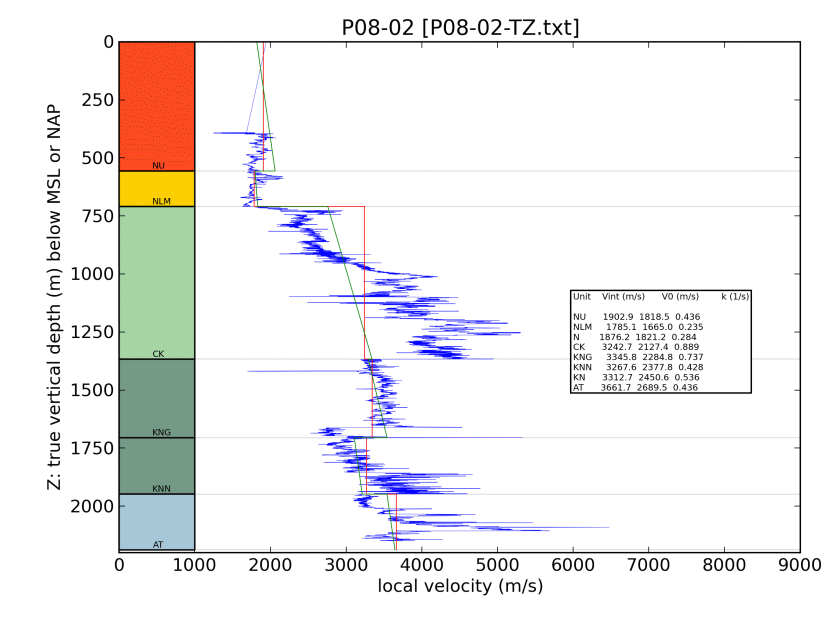 P08-02 [P08-02-TZ.txt]
Z: true vertical depth (m) below MSL or NAP
0
250
500
750
1000
1250
1500
1750
2000
NU
NLM
CK
KNG
KNN
AT
Unit Vint (m/s) V0 (m/s) k (1/s)
NU 1902.9 1818.5 0.436
NLM 1785.1 1665.0 0.235
N 1876.2 1821.2 0.284
CK 3242.7 2127.4 0.889
KNG 3345.8 2284.8 0.737
KNN 3267.6 2377.8 0.428
KN 3312.7 2450.6 0.536
AT 3661.7 2689.5 0.436
0 1000 2000 3000 4000 5000 6000 7000 8000 9000
local velocity (m/s)